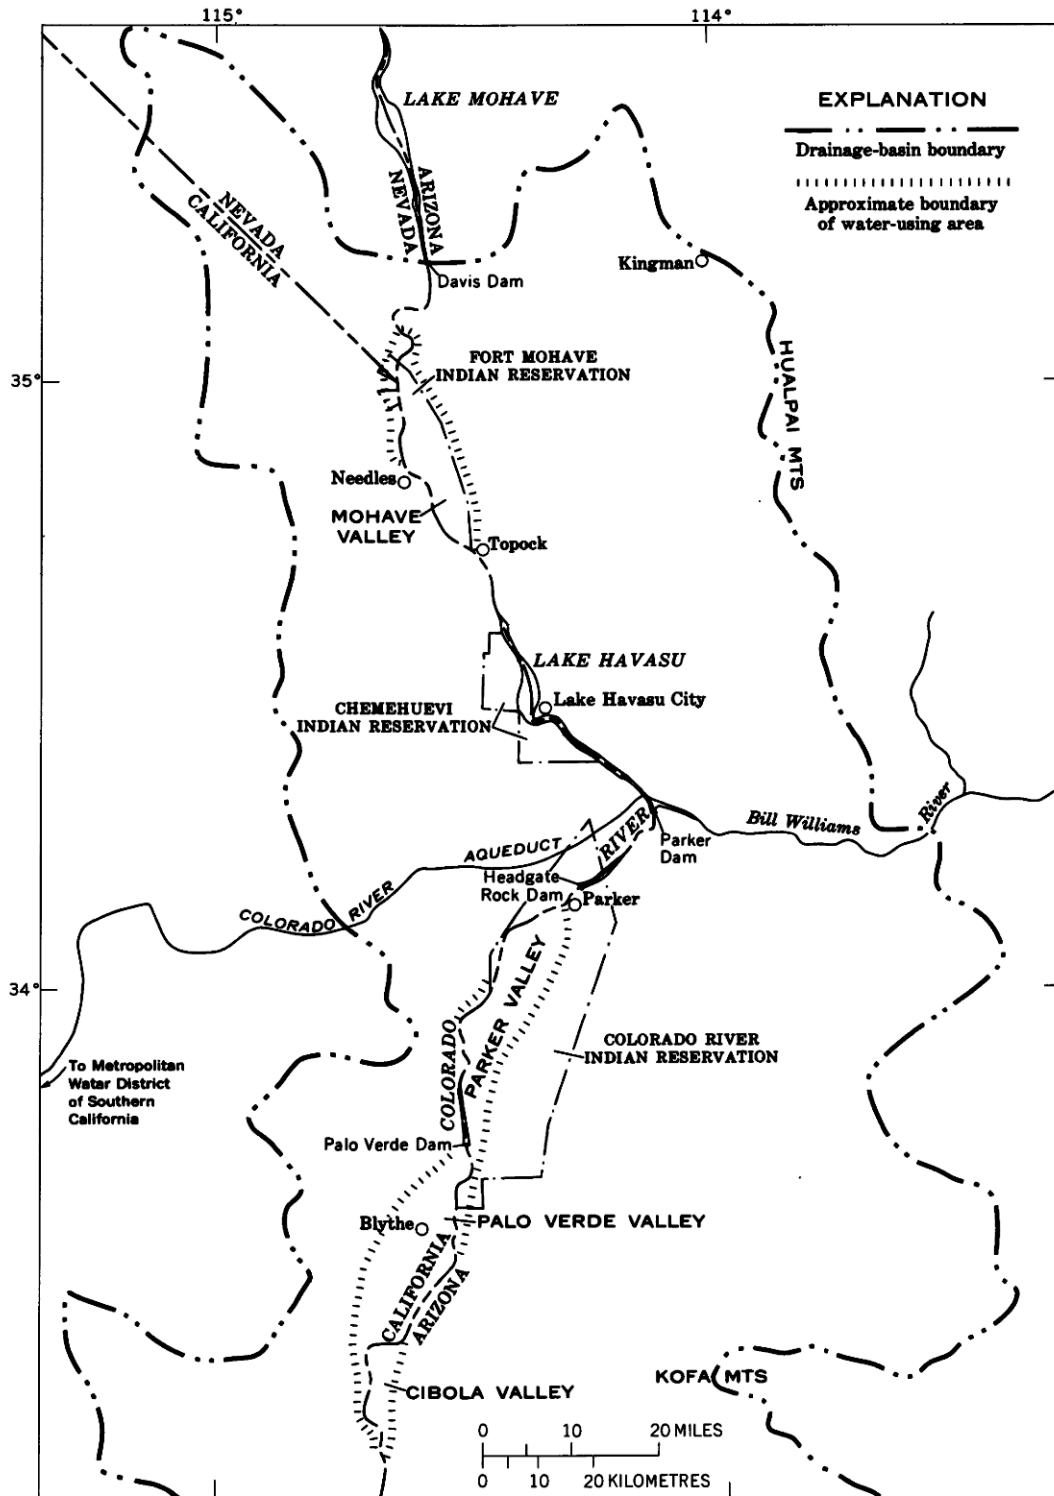 115°
114°
LAKE MOHAVE
EXPLANATION
Drainage-basin boundary
Approximate boundary
of water-using area
ARIZONA
NEVADA
NEVADA
CALIFORNIA
Kingman
Davis Dam
HUALPAI MTS
FORT MOHAVE
INDIAN RESERVATION
35°
Needles
MOHAVE
VALLEY
Topock
LAKE HAVASU
Lake Havasu City
CHEMEHUEVI
INDIAN RESERVATION
Bill Williams River
RIVER
Parker
Dam
AQUEDUCT
Headgate
Rock Dam
Parker
COLORADO RIVER
PARKER VALLEY
34°
COLORADO
COLORADO RIVER
INDIAN RESERVATION
To Metropolitan
Watar District
of Southern
California
Palo Verde Dam
Blythe
PALO VERDE VALLEY
CALIFORNIA
ARIZONA
KOFA MTS
CIBOLA VALLEY
0 10 20 MILES
0 10 20 KILOMETRES